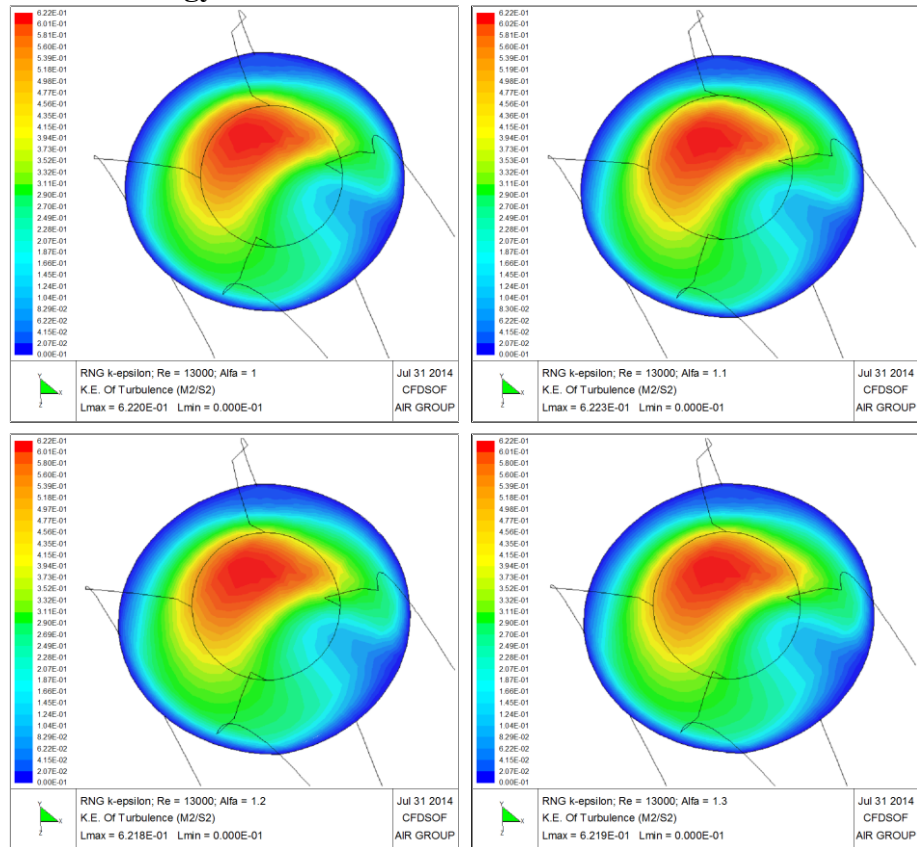 6.22E-01
6.01E-01
5.81E-01
5.60E-01
5.39E-01
5.18E-01
4.98E-01
4.77E-01
4.56E-01
4.35E-01
4.15E-01
3.94E-01
3.73E-01
3.52E-01
3.32E-01
3.11E-01
2.90E-01
2.70E-01
2.49E-01
2.28E-01
2.07E-01
1.87E-01
1.66E-01
1.45E-01
1.24E-01
1.04E-01
8.29E-02
6.22E-02
4.15E-02
2.07E-02
0.00E-01
Y
X
Z
RNG k-epsilon; Re = 13000; Alfa = 1
K.E. Of Turbulence (M2/S2)
Lmax = 6.220E-01 Lmin = 0.000E-01
Jul 31 2014
CFDSOF
AIR GROUP
6.22E-01
6.01E-01
5.81E-01
5.60E-01
5.39E-01
5.19E-01
4.98E-01
4.77E-01
4.56E-01
4.36E-01
4.15E-01
3.94E-01
3.73E-01
3.53E-01
3.32E-01
3.11E-01
2.90E-01
2.70E-01
2.49E-01
2.28E-01
2.07E-01
1.87E-01
1.66E-01
1.45E-01
1.24E-01
1.04E-01
8.30E-02
6.22E-02
4.15E-02
2.07E-02
0.00E-01
Y
X
Z
RNG k-epsilon; Re = 13000; Alfa = 1.1
K.E. Of Turbulence (M2/S2)
Lmax = 6.223E-01 Lmin = 0.000E-01
Jul 31 2014
CFDSOF
AIR GROUP
6.22E-01
6.01E-01
5.80E-01
5.60E-01
5.39E-01
5.18E-01
4.97E-01
4.77E-01
4.56E-01
4.35E-01
4.15E-01
3.94E-01
3.73E-01
3.52E-01
3.32E-01
3.11E-01
2.90E-01
2.69E-01
2.49E-01
2.28E-01
2.07E-01
1.87E-01
1.66E-01
1.45E-01
1.24E-01
1.04E-01
8.29E-02
6.22E-02
4.15E-02
2.07E-02
0.00E-01
Y
X
Z
RNG k-epsilon; Re = 13000; Alfa = 1.2
K.E. Of Turbulence (M2/S2)
Lmax = 6.218E-01 Lmin = 0.000E-01
Jul 31 2014
CFDSOF
AIR GROUP
6.22E-01
6.01E-01
5.80E-01
5.60E-01
5.39E-01
5.18E-01
4.97E-01
4.77E-01
4.56E-01
4.35E-01
4.15E-01
3.94E-01
3.73E-01
3.52E-01
3.32E-01
3.11E-01
2.90E-01
2.69E-01
2.49E-01
2.28E-01
2.07E-01
1.87E-01
1.66E-01
1.45E-01
1.24E-01
1.04E-01
8.29E-02
6.22E-02
4.15E-02
2.07E-02
0.00E-01
Y
X
Z
RNG k-epsilon; Re = 13000; Alfa = 1.3
K.E. Of Turbulence (M2/S2)
Lmax = 6.219E-01 Lmin = 0.000E-01
Jul 31 2014
CFDSOF
AIR GROUP